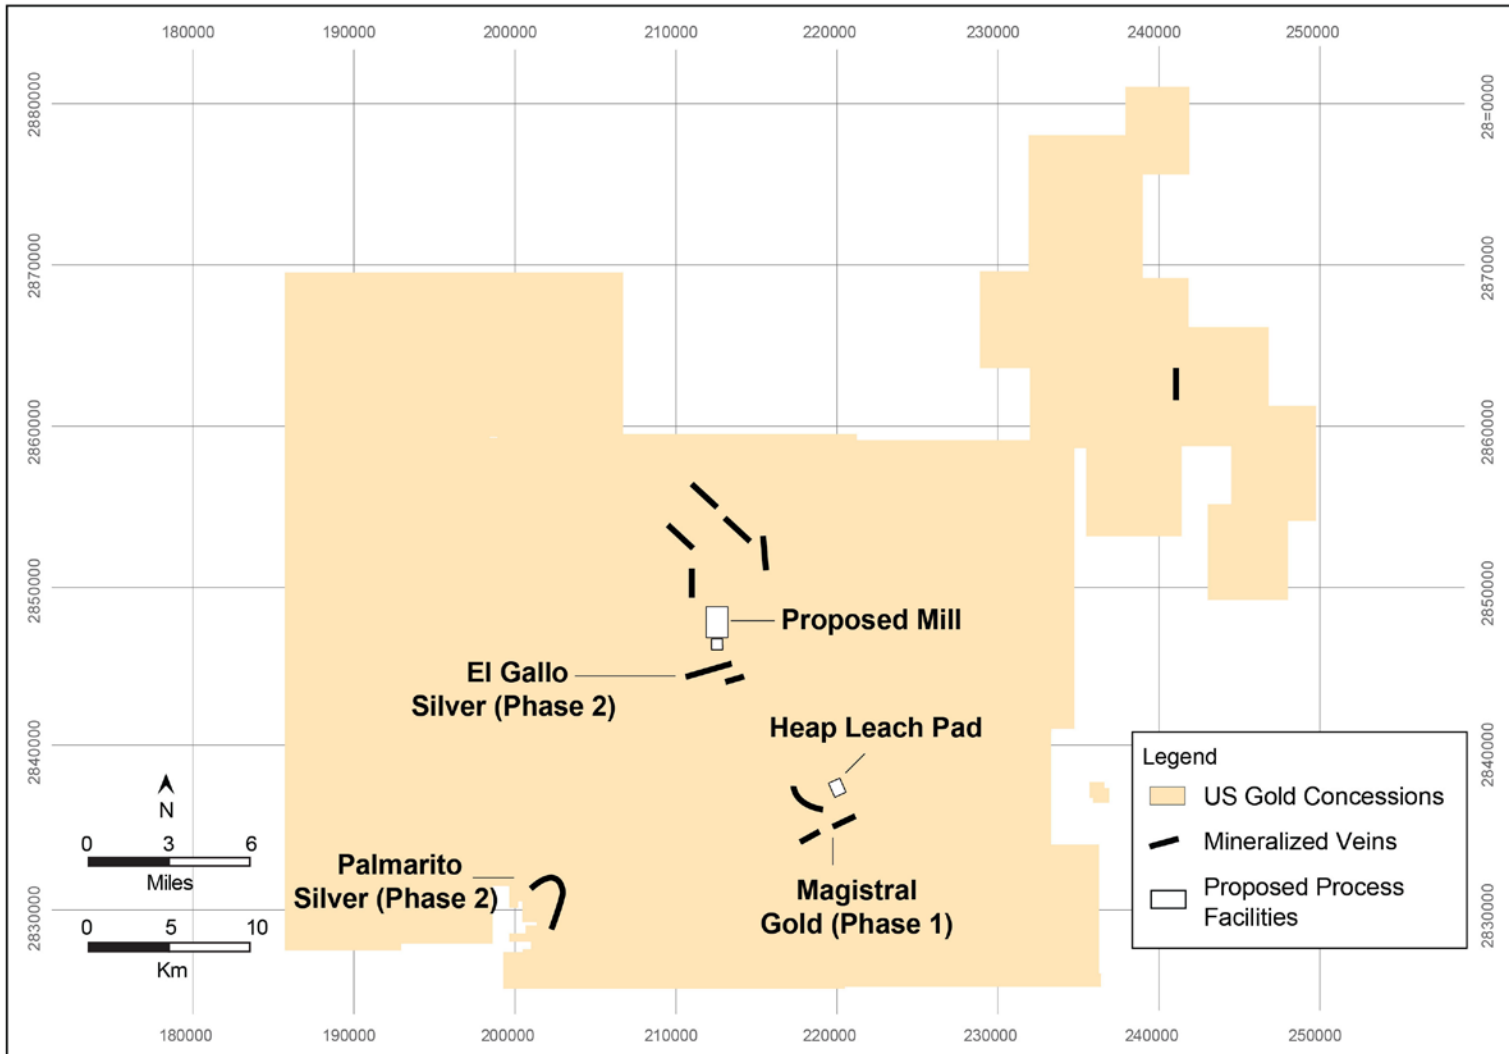 180000 190000 200000 210000 220000 230000 240000 250000
2880000 28=0000
2870000 2870000
2860000 2860000
2850000 2850000
Proposed Mill
El Gallo
Silver (Phase 2)
Heap Leach Pad
2840000 2840000
Legend
US Gold Concessions
Mineralized Veins
Proposed Process
Facilities
N
0 3 6
Miles
Palmarito
Silver (Phase 2)
Magistral
Gold (Phase 1)
2830000 2830000
0 5 10
Km
180000 190000 200000 210000 220000 230000 240000 250000